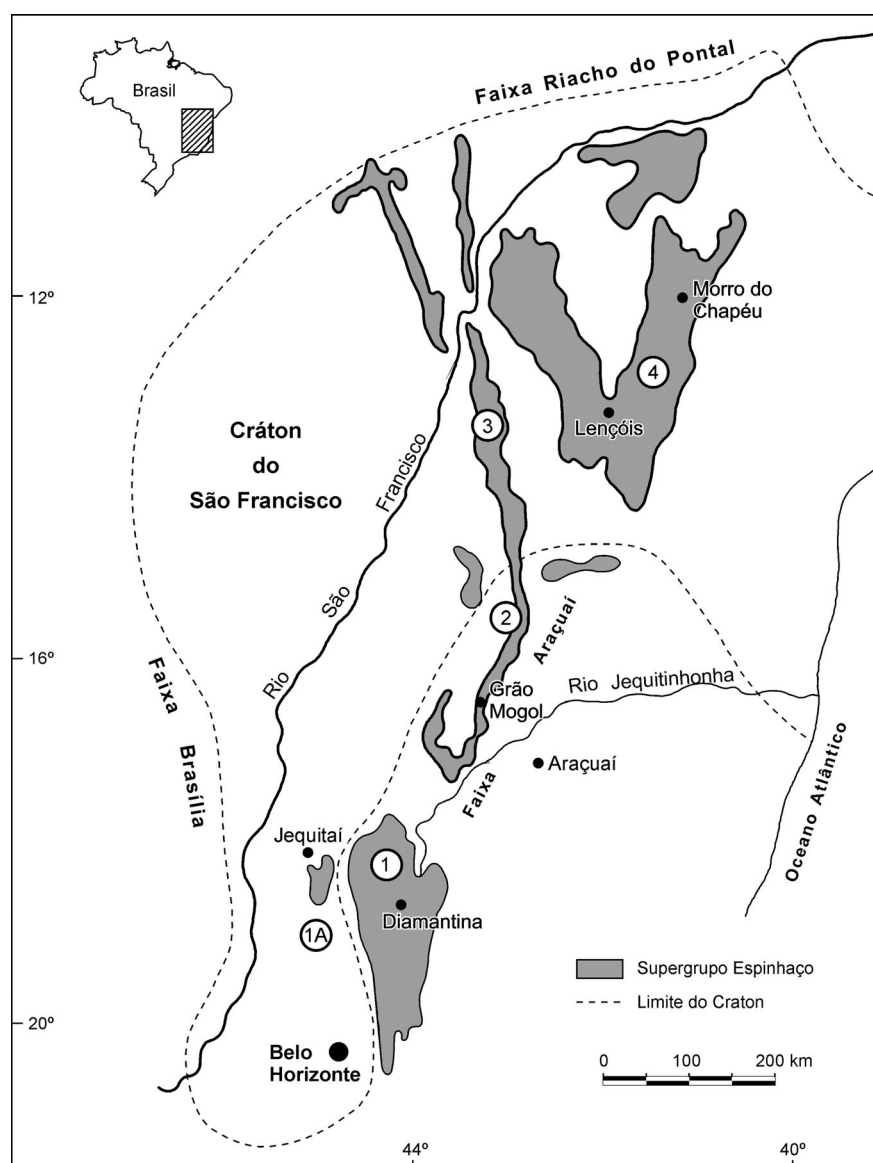 Brasil
Faixa Riacho do Pontal
12º
Morro do
Chapéu
4
3
Lençóis
Cráton
do
São Francisco
Rio São Francisco
2
Faixa Araçuaí
16º
Grão
Mogol
Rio Jequitinhonha
Faixa Brasília
Araçuaí
Oceano Atlântico
Jequitaí
1
Diamantina
1A
Supergrupo Espinhaço
Limite do Craton
20º
Belo
Horizonte
0 100 200 km
44º 40º